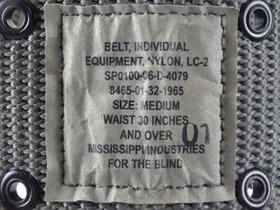 BELT, INDIVIDUAL
EQUIPMENT, NYLON, LC-2
SP0100-06-D-4079
8465-01-32-1965
SIZE: MEDIUM
WAIST 30 INCHES
AND OVER 07
MISSISSIPPI INDUSTRIES
FOR THE BLIND